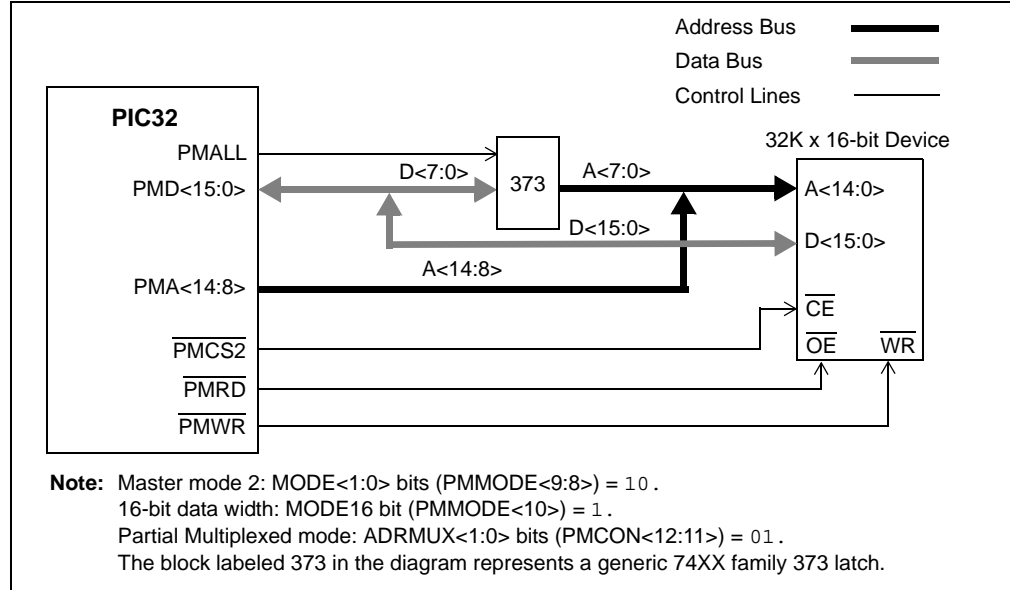 Address Bus
Data Bus
Control Lines
PIC32
32K x 16-bit Device
PMALL
D<7:0>
373
A<7:0>
PMD<15:0>
A<14:0>
D<15:0>
D<15:0>
A<14:8>
PMA<14:8>
CE
PMCS2
OE
WR
PMRD
PMWR
Note: Master mode 2: MODE<1:0> bits (PMMODE<9:8>) = 10.
16-bit data width: MODE16 bit (PMMODE<10>) = 1.
Partial Multiplexed mode: ADRMUX<1:0> bits (PMCON<12:11>) = 01.
The block labeled 373 in the diagram represents a generic 74XX family 373 latch.